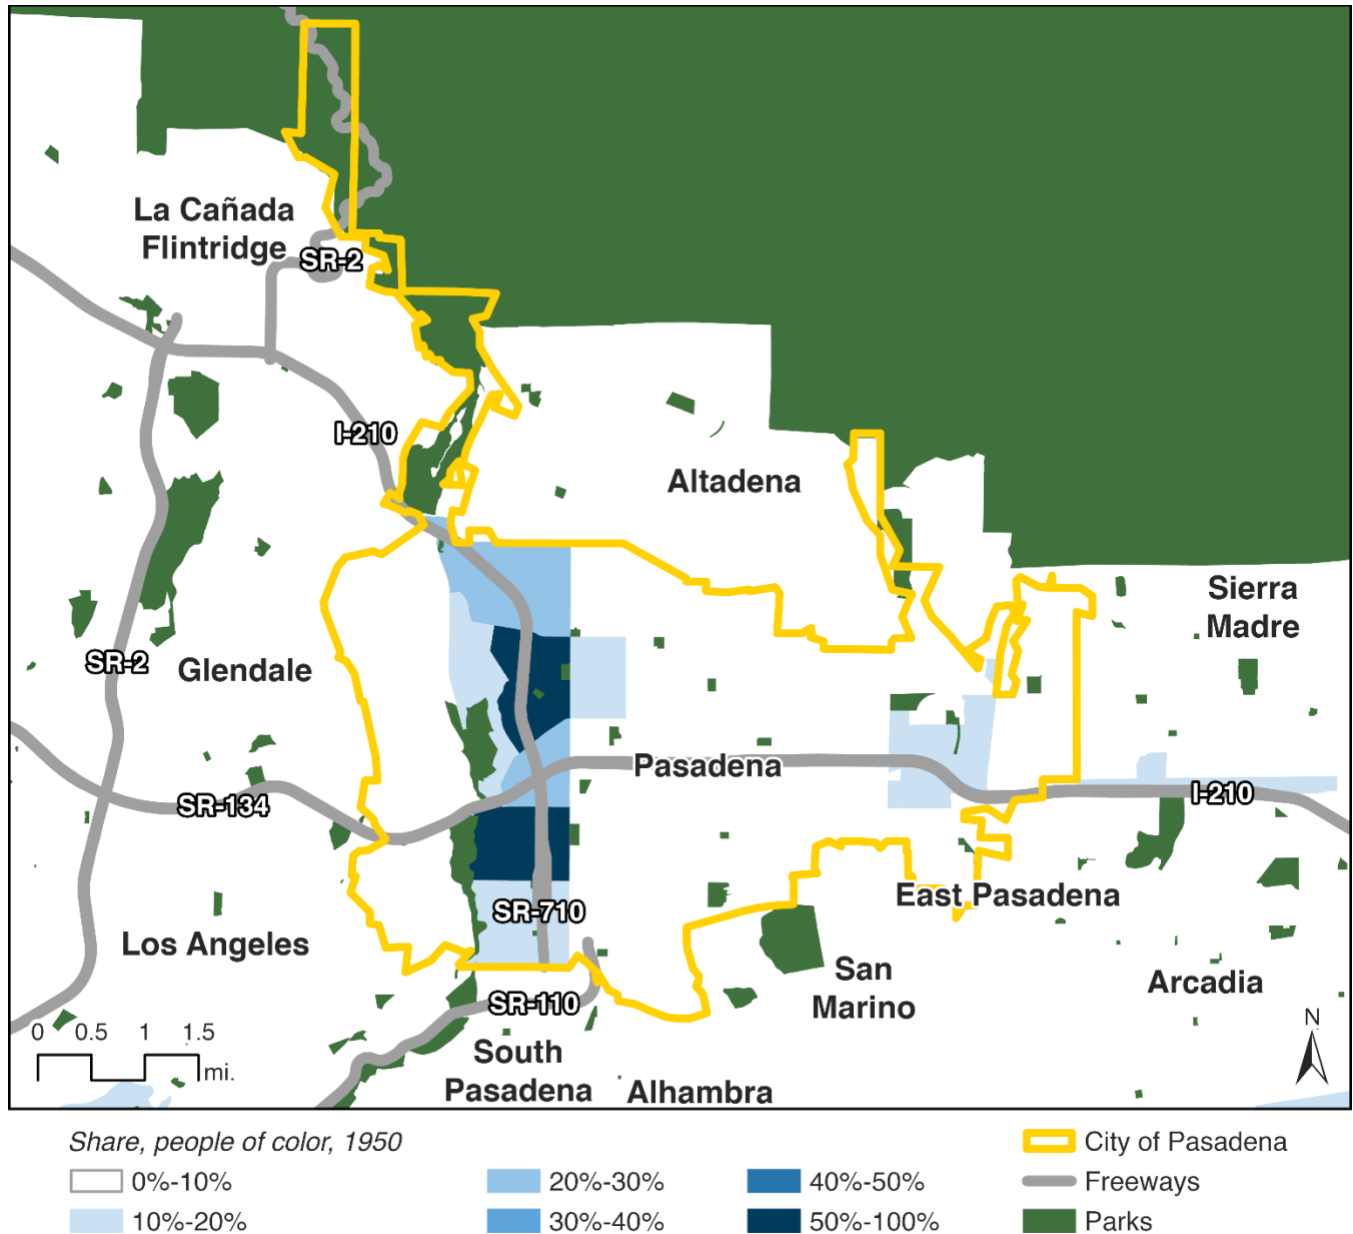 La Cañada
Flintridge
SR-2
I-210
Altadena
Sierra
Madre
SR-2
Glendale
Pasadena
SR-134
I-210
East Pasadena
SR-710
Los Angeles
San
Marino
Arcadia
SR-110
N
0 0.5 1 1.5
mi.
South
Pasadena
Alhambra
Share, people of color, 1950
0%-10%
10%-20%
20%-30%
30%-40%
40%-50%
50%-100%
City of Pasadena
Freeways
Parks